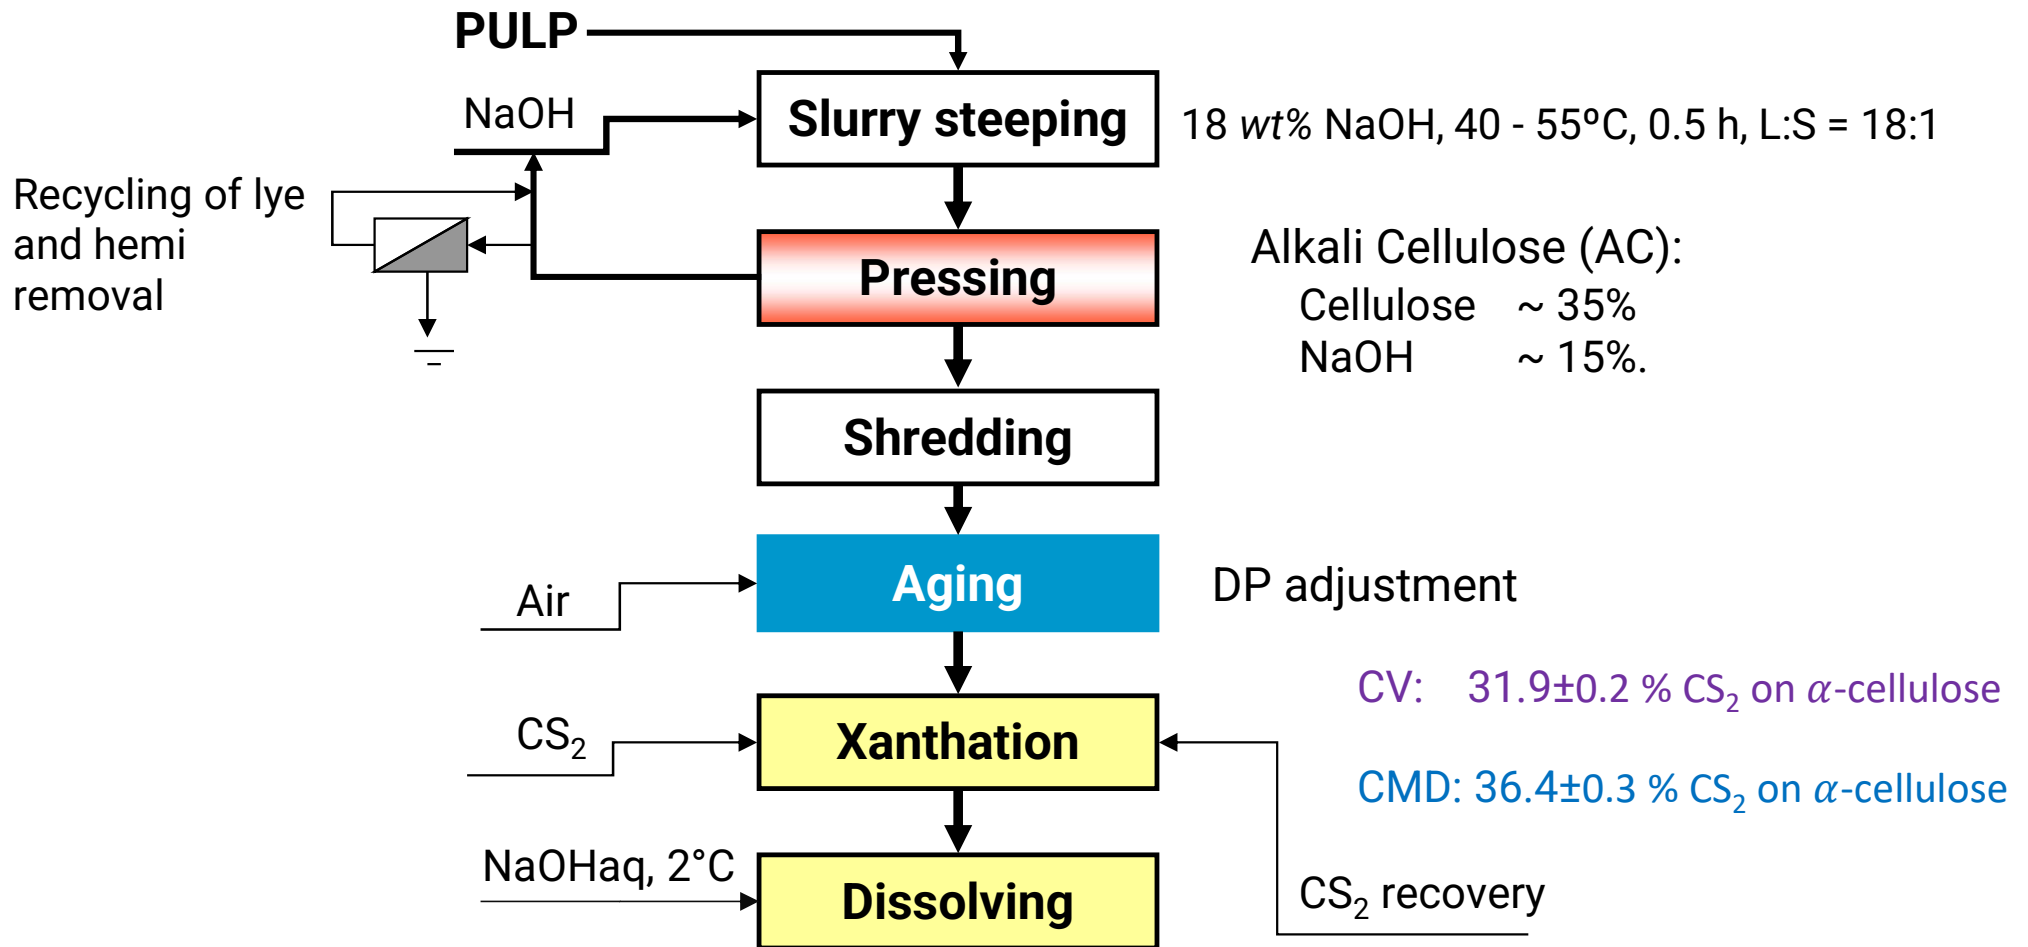 PULP
NaOH
Slurry steeping
18 wt% NaOH, 40 - 55ºC, 0.5 h, L:S = 18:1
Recycling of lye
and hemi
removal
Pressing
Alkali Cellulose (AC):
Cellulose ~ 35%
NaOH ~ 15%.
Shredding
Air
Aging
DP adjustment
CV: 31.9±0.2 % CS₂ on 𝛼-cellulose
CS₂
Xanthation
CMD: 36.4±0.3 % CS₂ on 𝛼-cellulose
NaOHaq, 2°C
Dissolving
CS₂ recovery